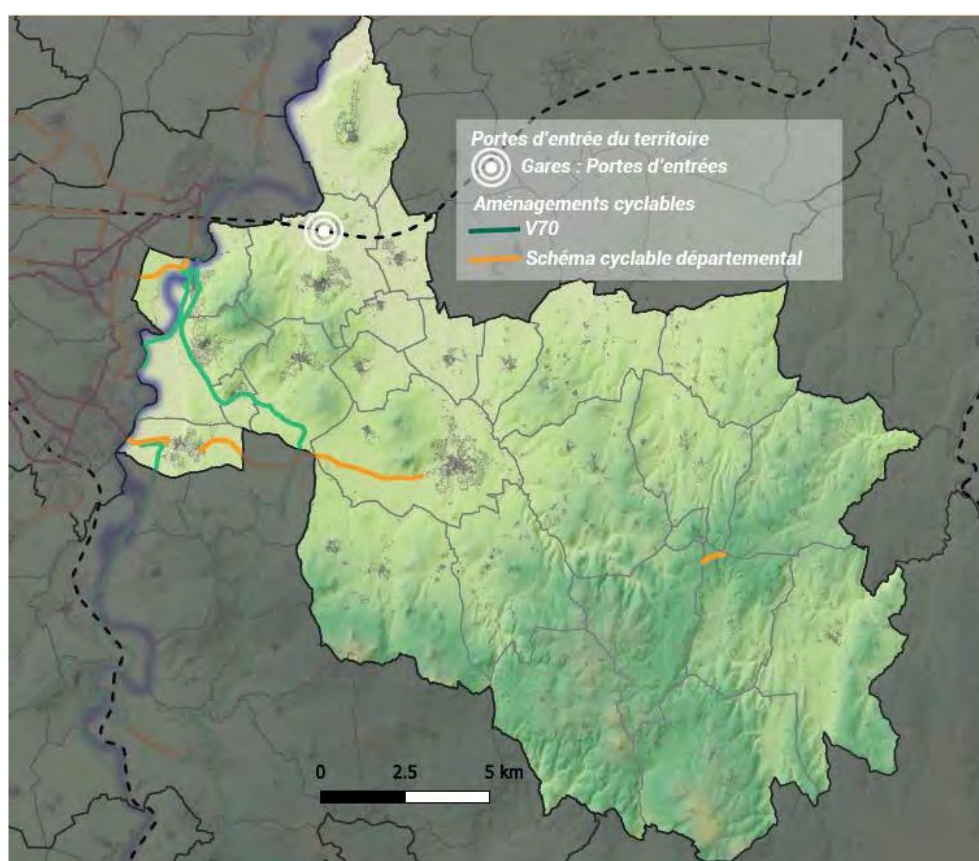 Portes d'entrée du territoire
Gares : Portes d'entrées
Aménagements cyclables
V70
Schéma cyclable départemental
0 2.5 5 km